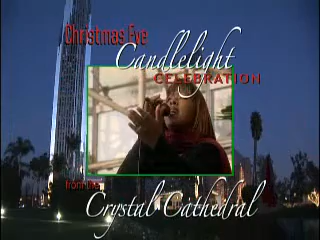 Christmas Eve
Candlelight
CELEBRATION
from the
Crystal Cathedral